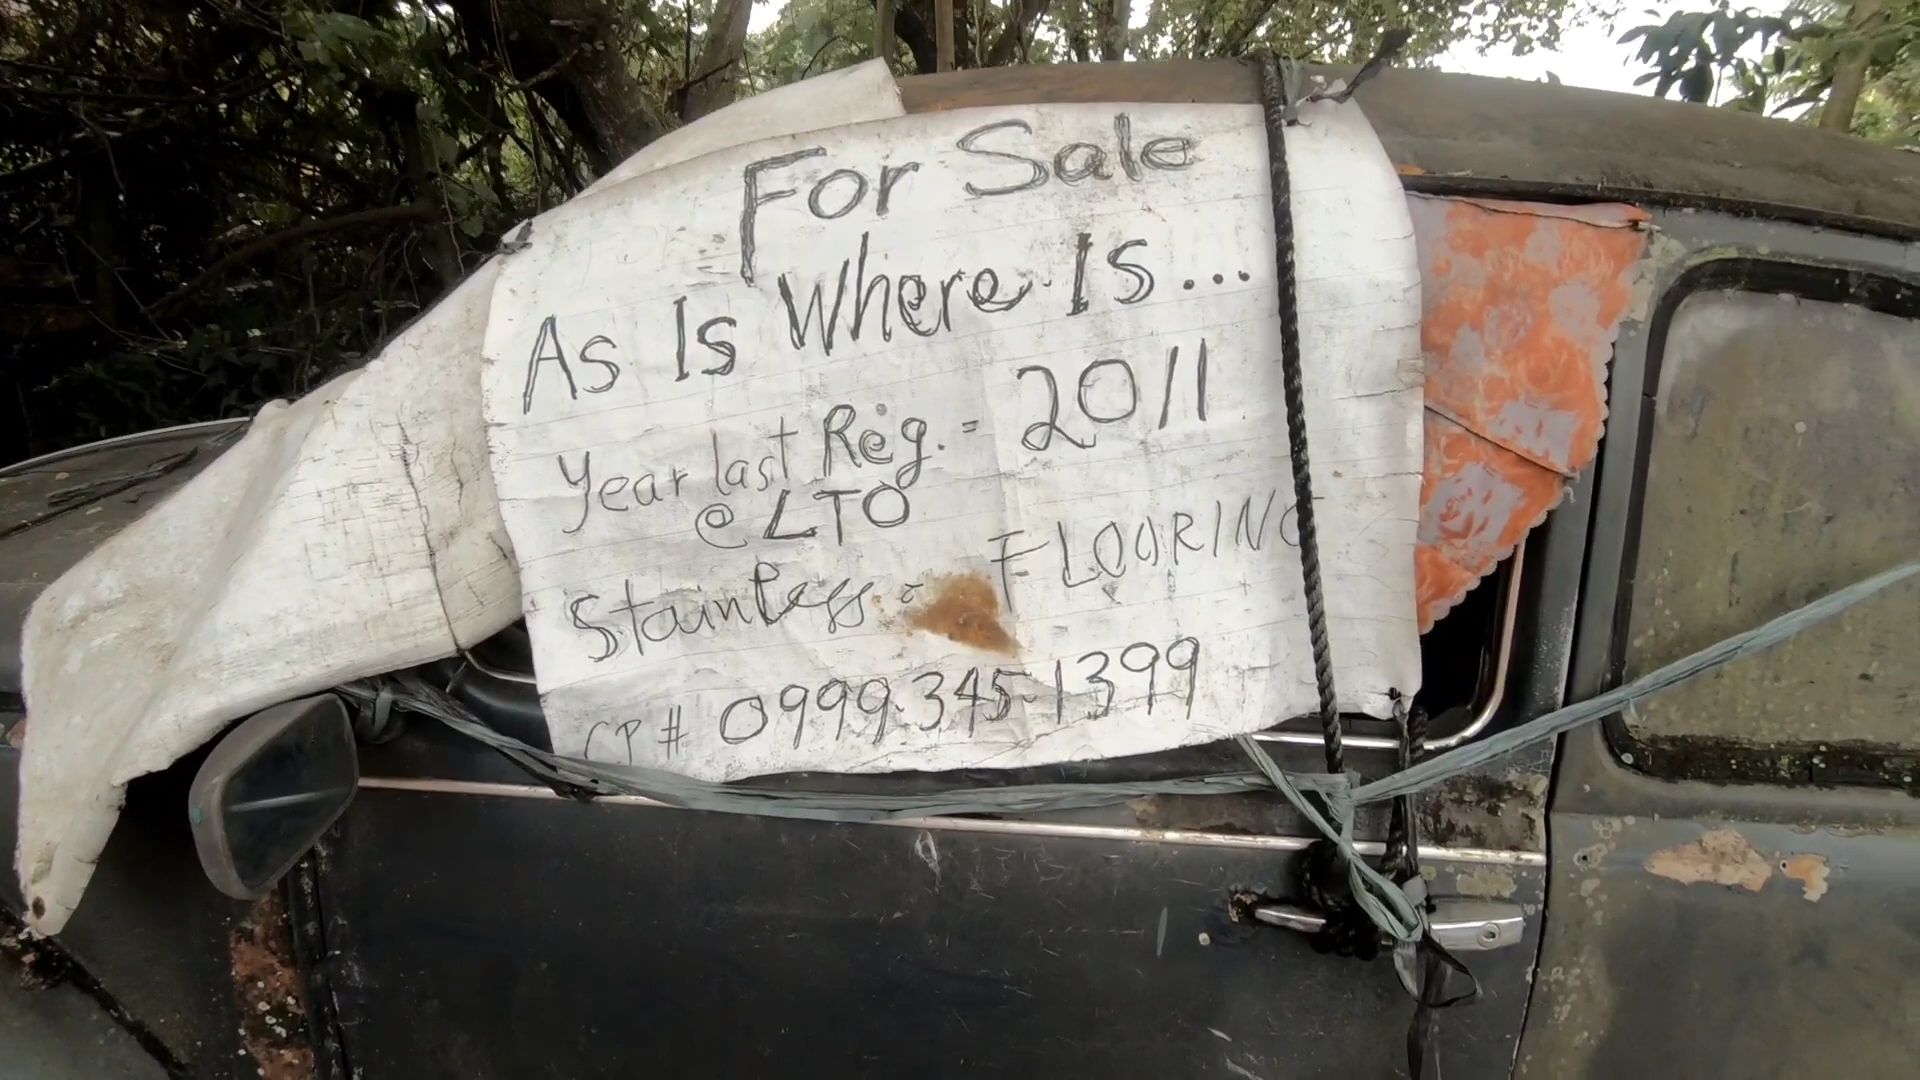 For Sale
As Is Where Is...
Year last Reg. = 2011
@ LTO
Stainless = FLOORING
CP # 0999.345.1399